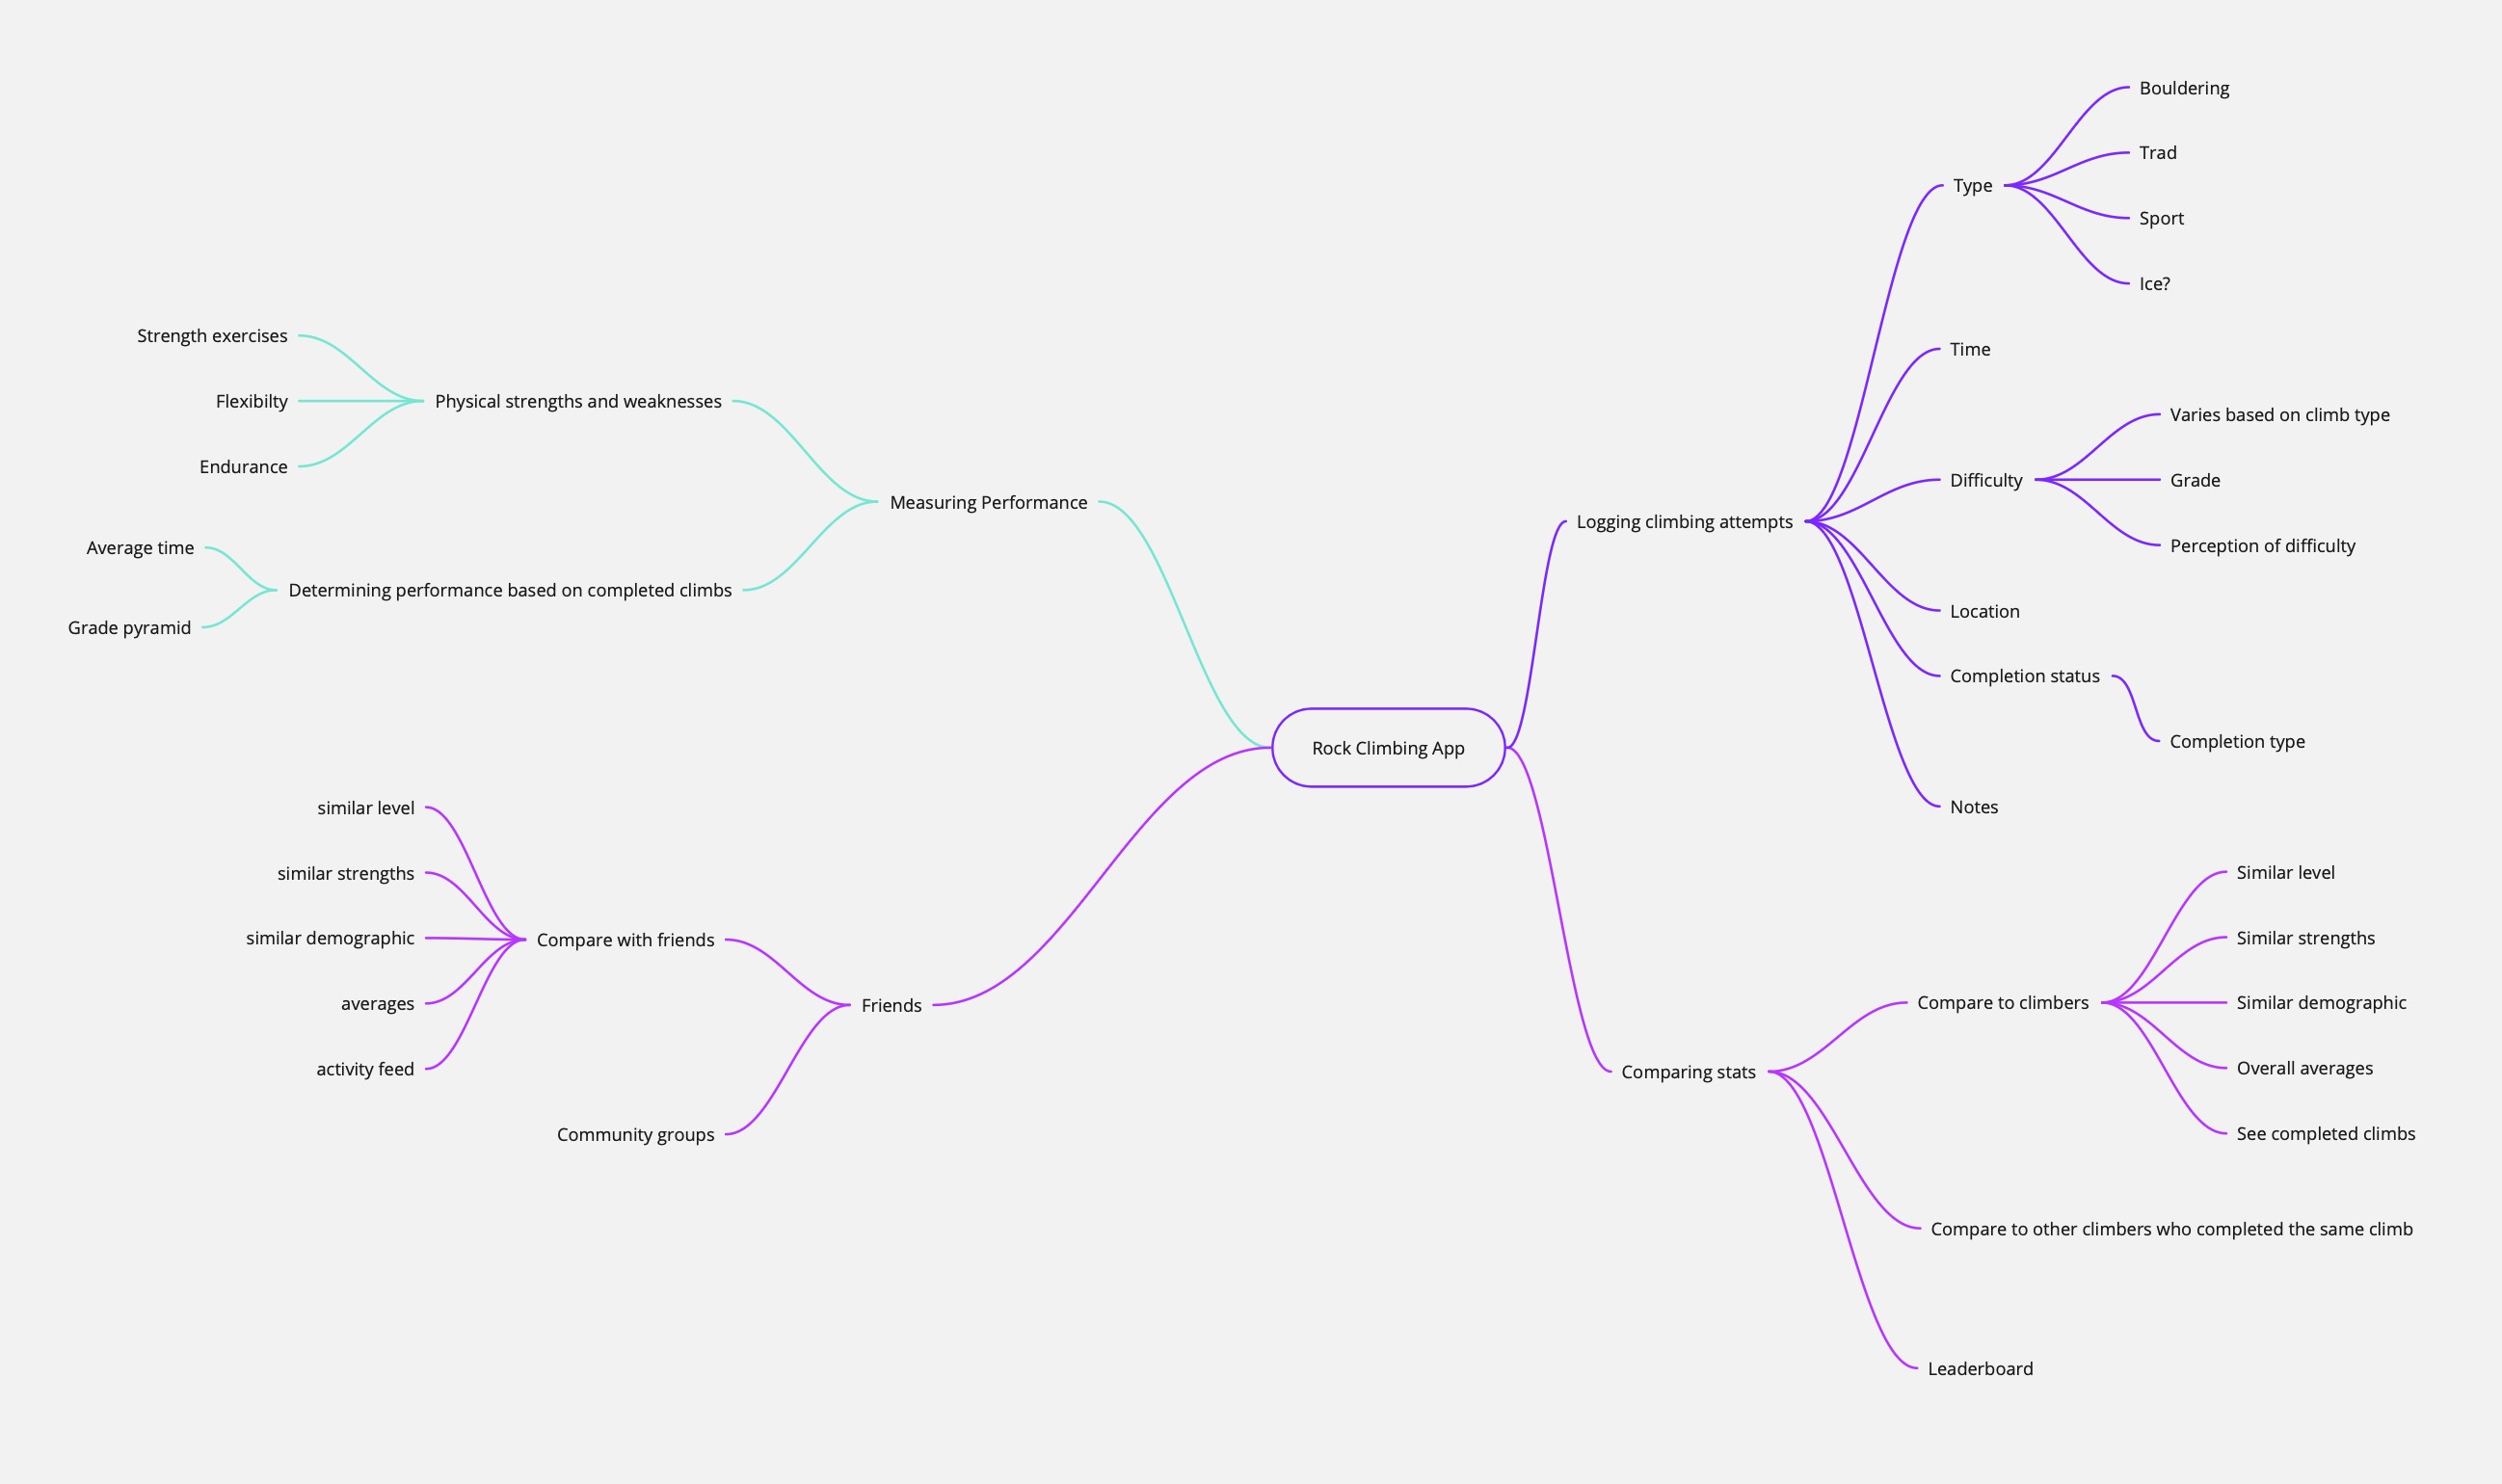 Rock Climbing App
Measuring Performance
Physical strengths and weaknesses
Strength exercises
Flexibilty
Endurance
Determining performance based on completed climbs
Average time
Grade pyramid
Friends
Compare with friends
similar level
similar strengths
similar demographic
averages
activity feed
Community groups
Logging climbing attempts
Type
Bouldering
Trad
Sport
Ice?
Time
Difficulty
Varies based on climb type
Grade
Perception of difficulty
Location
Completion status
Completion type
Notes
Comparing stats
Compare to climbers
Similar level
Similar strengths
Similar demographic
Overall averages
See completed climbs
Compare to other climbers who completed the same climb
Leaderboard